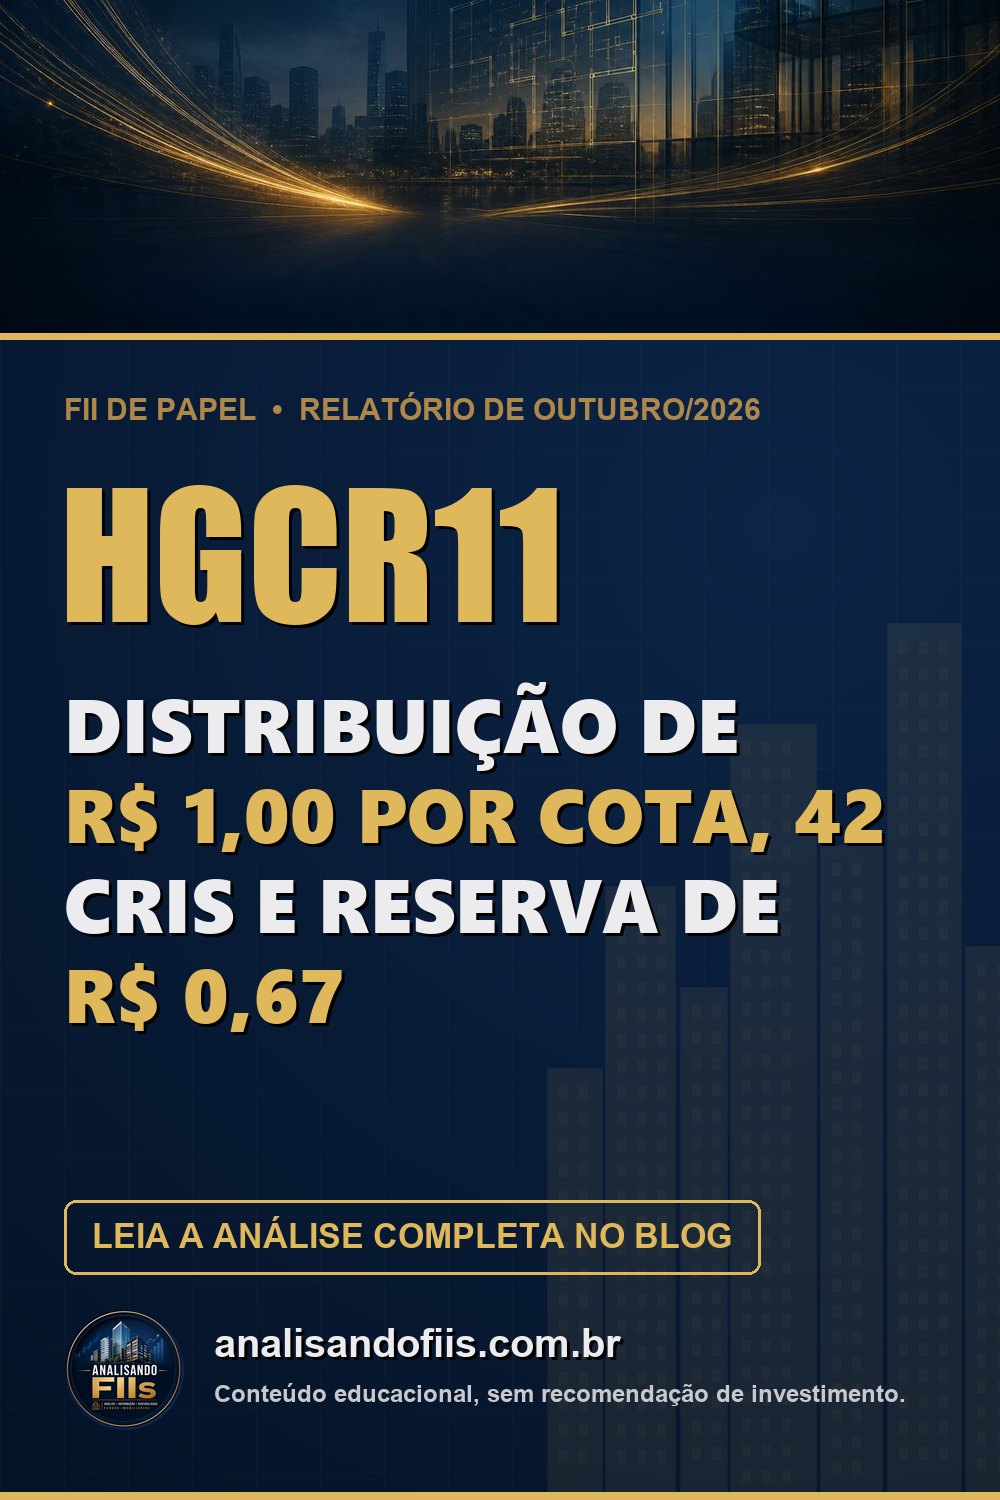 FII DE PAPEL • RELATÓRIO DE OUTUBRO/2026
HGCR11
DISTRIBUIÇÃO DE
R$ 1,00 POR COTA, 42
CRIS E RESERVA DE
R$ 0,67
LEIA A ANÁLISE COMPLETA NO BLOG
ANALISANDO
FIIs
analisandofiis.com.br
Conteúdo educacional, sem recomendação de investimento.